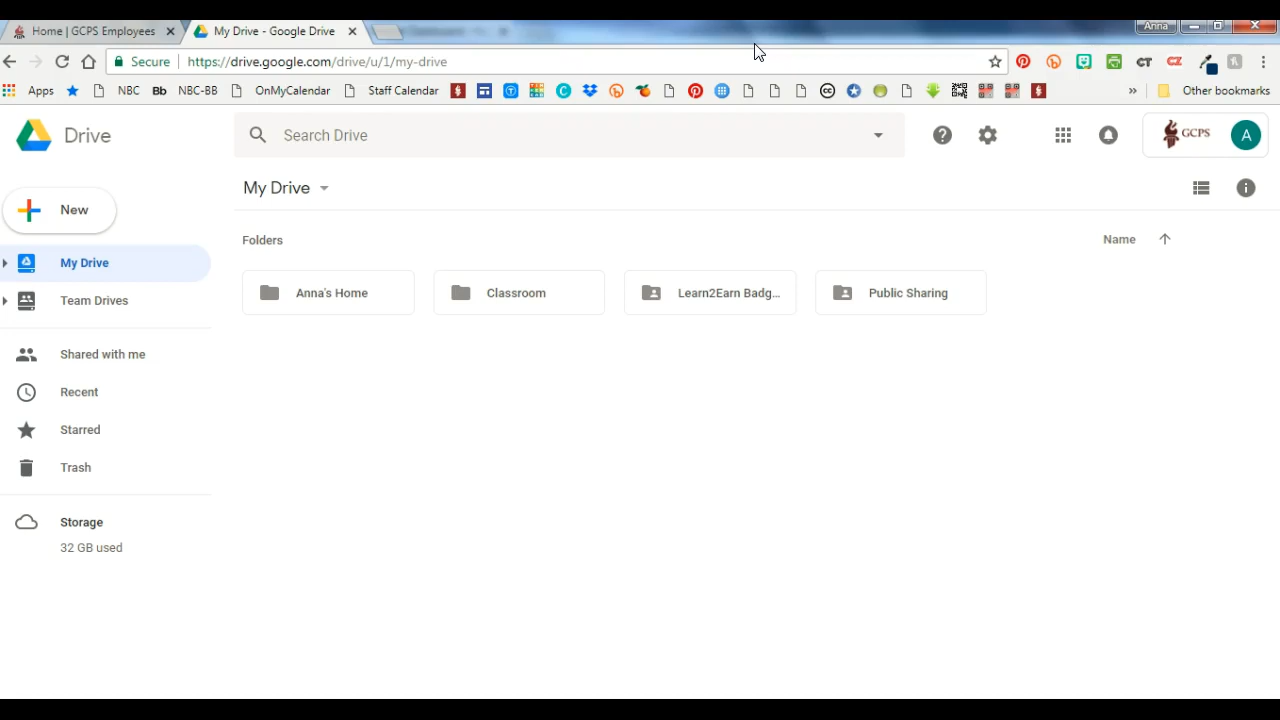 Home | GCPS Employees
My Drive - Google Drive
Anna
Secure
https://drive.google.com/drive/u/1/my-drive
Apps NBC Bb NBC-BB OnMyCalendar Staff Calendar » Other bookmarks
Drive
Search Drive
GCPS A
New
My Drive
Folders Name
My Drive
Anna's Home Classroom Learn2Earn Badg... Public Sharing
Team Drives
Shared with me
Recent
Starred
Trash
Storage
32 GB used